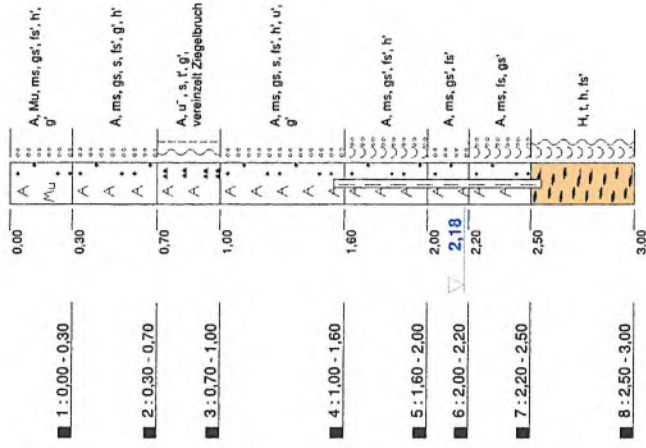 A, Mu, ms, gs', fs', h',
g'
A, ms, gs, s, fs', g', h'
A, u¯, s, t', g',
vereinzelt Ziegelbruch
A, ms, gs, s, fs', h', u',
g'
A, ms, gs', fs', h'
A, ms, gs', fs'
A, ms, fs, gs'
H, t, h, fs'
A Mu
A A
A A
A A A
A A
A
A
0,00
0,30
0,70
1,00
1,60
2,00
2,18
2,20
2,50
3,00
1 : 0,00 - 0,30
2 : 0,30 - 0,70
3 : 0,70 - 1,00
4 : 1,00 - 1,60
5 : 1,60 - 2,00
6 : 2,00 - 2,20
7 : 2,20 - 2,50
8 : 2,50 - 3,00